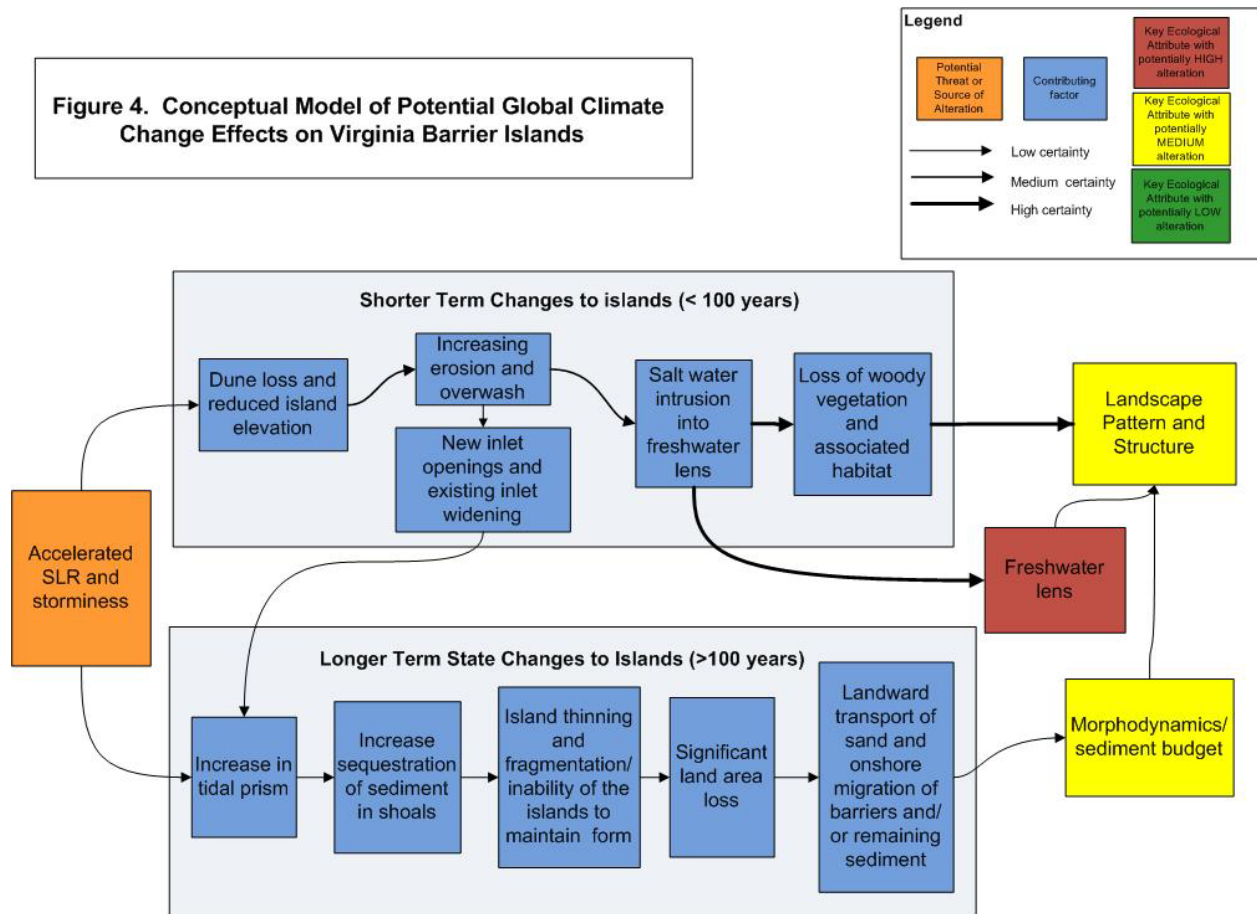 Figure 4. Conceptual Model of Potential Global Climate
Change Effects on Virginia Barrier Islands
Legend
Potential
Threat or
Source of
Alteration
Contributing
factor
Key Ecological
Attribute with
potentially HIGH
alteration
Key Ecological
Attribute with
potentially
MEDIUM
alteration
Key Ecological
Attribute with
potentially LOW
alteration
Low certainty
Medium certainty
High certainty
Shorter Term Changes to islands (< 100 years)
Dune loss and
reduced island
elevation
Increasing
erosion and
overwash
New inlet
openings and
existing inlet
widening
Salt water
intrusion
into
freshwater
lens
Loss of woody
vegetation
and
associated
habitat
Landscape
Pattern and
Structure
Accelerated
SLR and
storminess
Freshwater
lens
Longer Term State Changes to Islands (>100 years)
Increase in
tidal prism
Increase
sequestration
of sediment
in shoals
Island thinning
and
fragmentation/
inability of the
islands to
maintain form
Significant
land area
loss
Landward
transport of
sand and
onshore
migration of
barriers and/
or remaining
sediment
Morphodynamics/
sediment budget